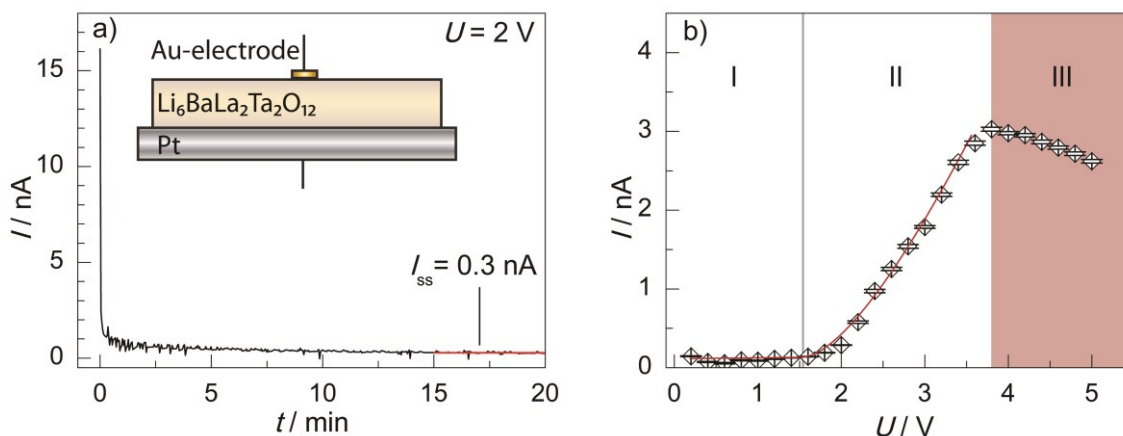 a)
U = 2 V
Au-electrode
Li₆BaLa₂Ta₂O₁₂
Pt
I / nA
15
10
5
0
Iss = 0.3 nA
0 5 10 15 20
t / min
b)
I II III
I / nA
4
3
2
1
0
0 1 2 3 4 5
U / V